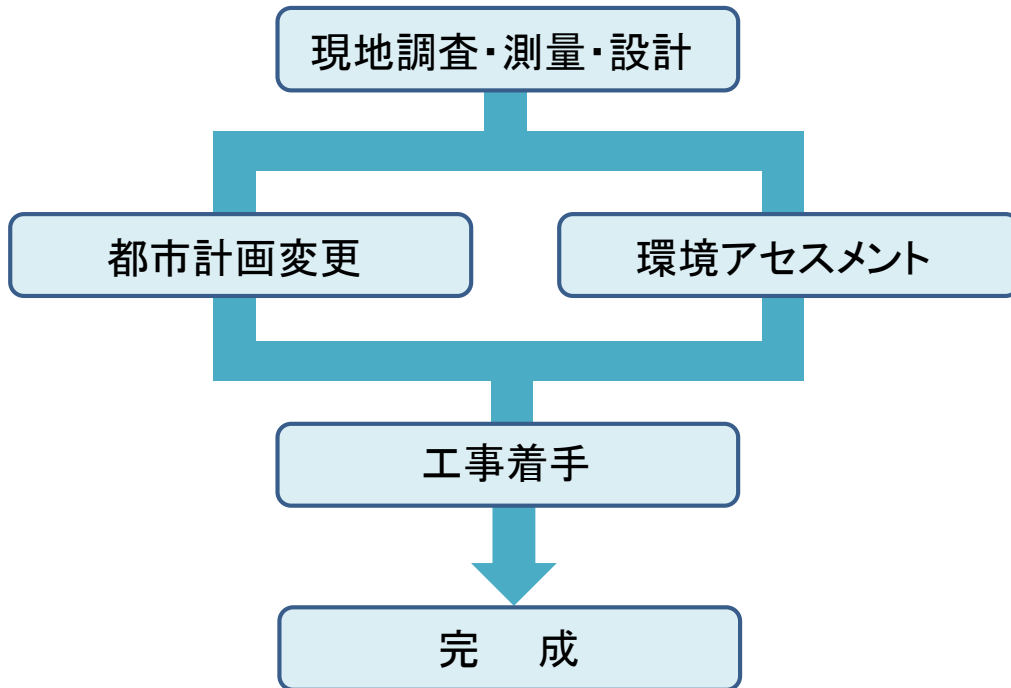 現地調査・測量・設計
都市計画変更
環境アセスメント
工事着手
完　成